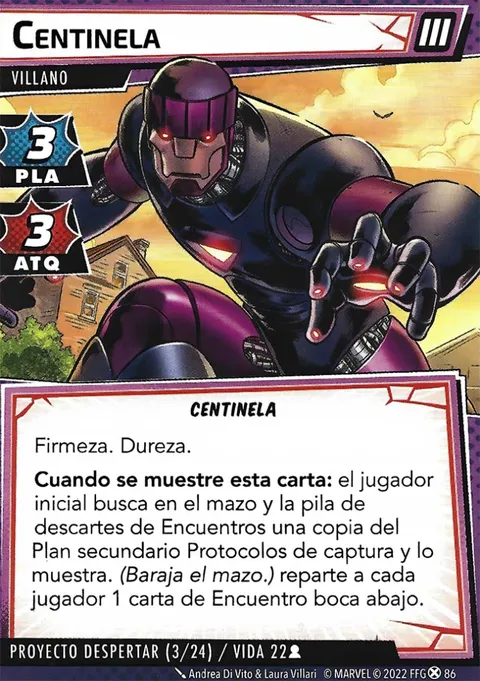 CENTINELA
III
VILLANO
3
PLA
3
ATQ
CENTINELA
Firmeza. Dureza.
Cuando se muestre esta carta: el jugador
inicial busca en el mazo y la pila de
descartes de Encuentros una copia del
Plan secundario Protocolos de captura y lo
muestra. (Baraja el mazo.) reparte a cada
jugador 1 carta de Encuentro boca abajo.
PROYECTO DESPERTAR (3/24) / VIDA 22
Andrea Di Vito & Laura Villari © MARVEL © 2022 FFG 86